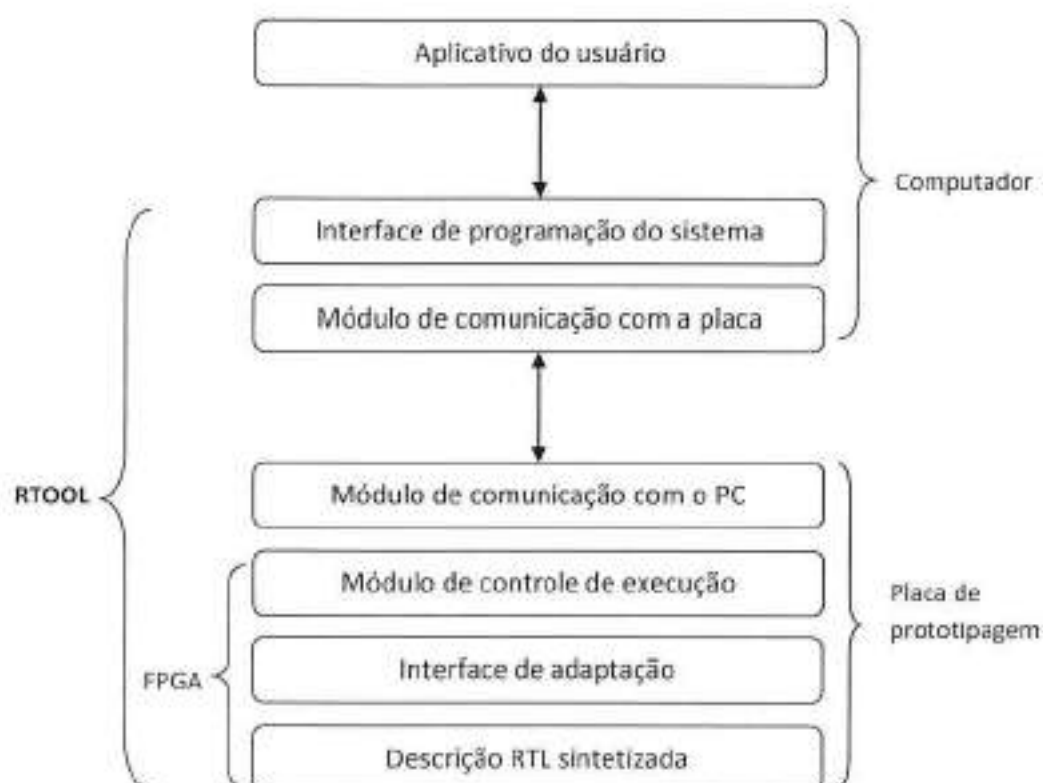 Aplicativo do usuário
Computador
Interface de programação do sistema
Módulo de comunicação com a placa
RTOOL
Módulo de comunicação com o PC
Módulo de controle de execução
Placa de
prototipagem
Interface de adaptação
FPGA
Descrição RTL sintetizada